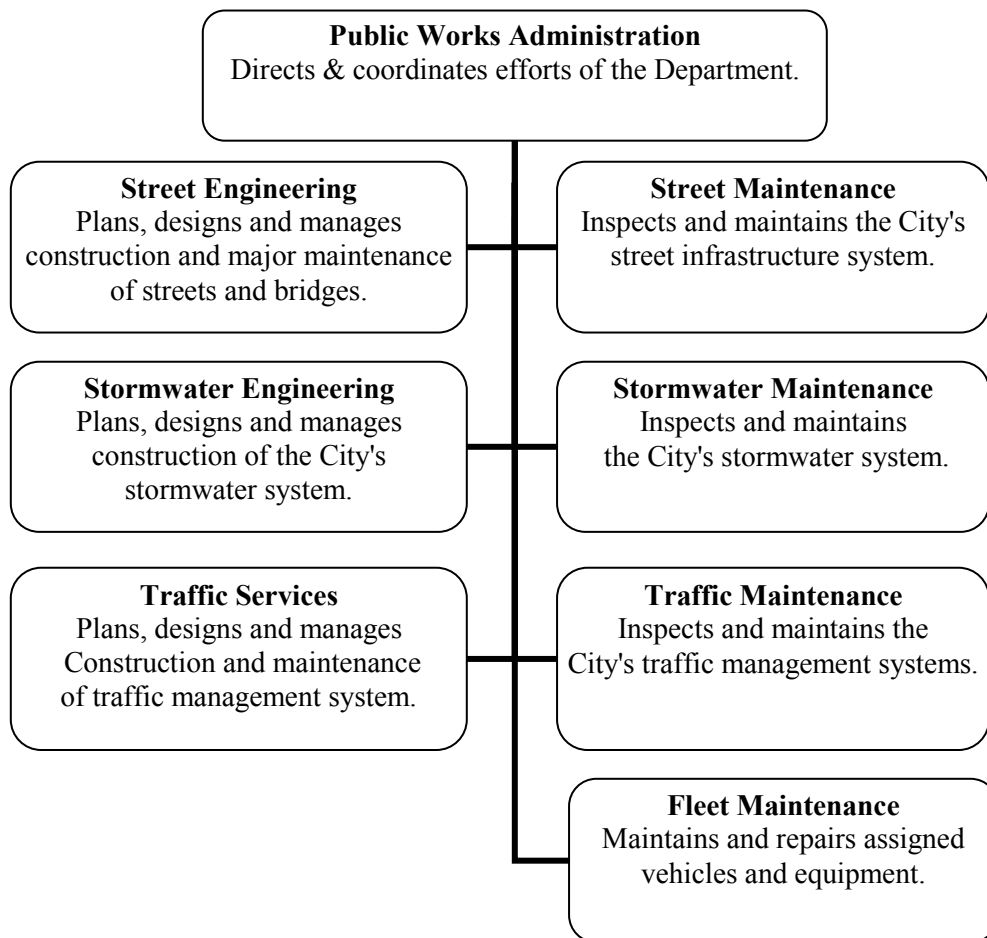 Public Works Administration
Directs & coordinates efforts of the Department.
Street Engineering
Plans, designs and manages
construction and major maintenance
of streets and bridges.
Street Maintenance
Inspects and maintains the City's
street infrastructure system.
Stormwater Engineering
Plans, designs and manages
construction of the City's
stormwater system.
Stormwater Maintenance
Inspects and maintains
the City's stormwater system.
Traffic Services
Plans, designs and manages
Construction and maintenance
of traffic management system.
Traffic Maintenance
Inspects and maintains the
City's traffic management systems.
Fleet Maintenance
Maintains and repairs assigned
vehicles and equipment.